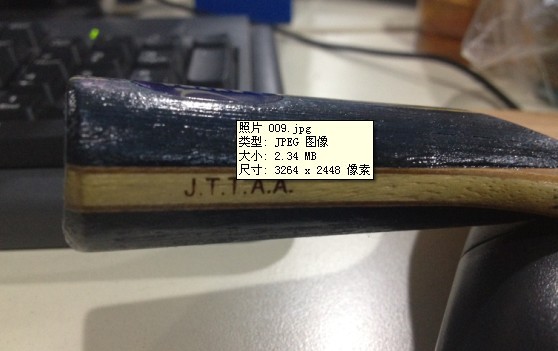 照片 009.jpg
类型: JPEG 图像
大小: 2.34 MB
尺寸: 3264 x 2448 像素
J.T.T.A.A.